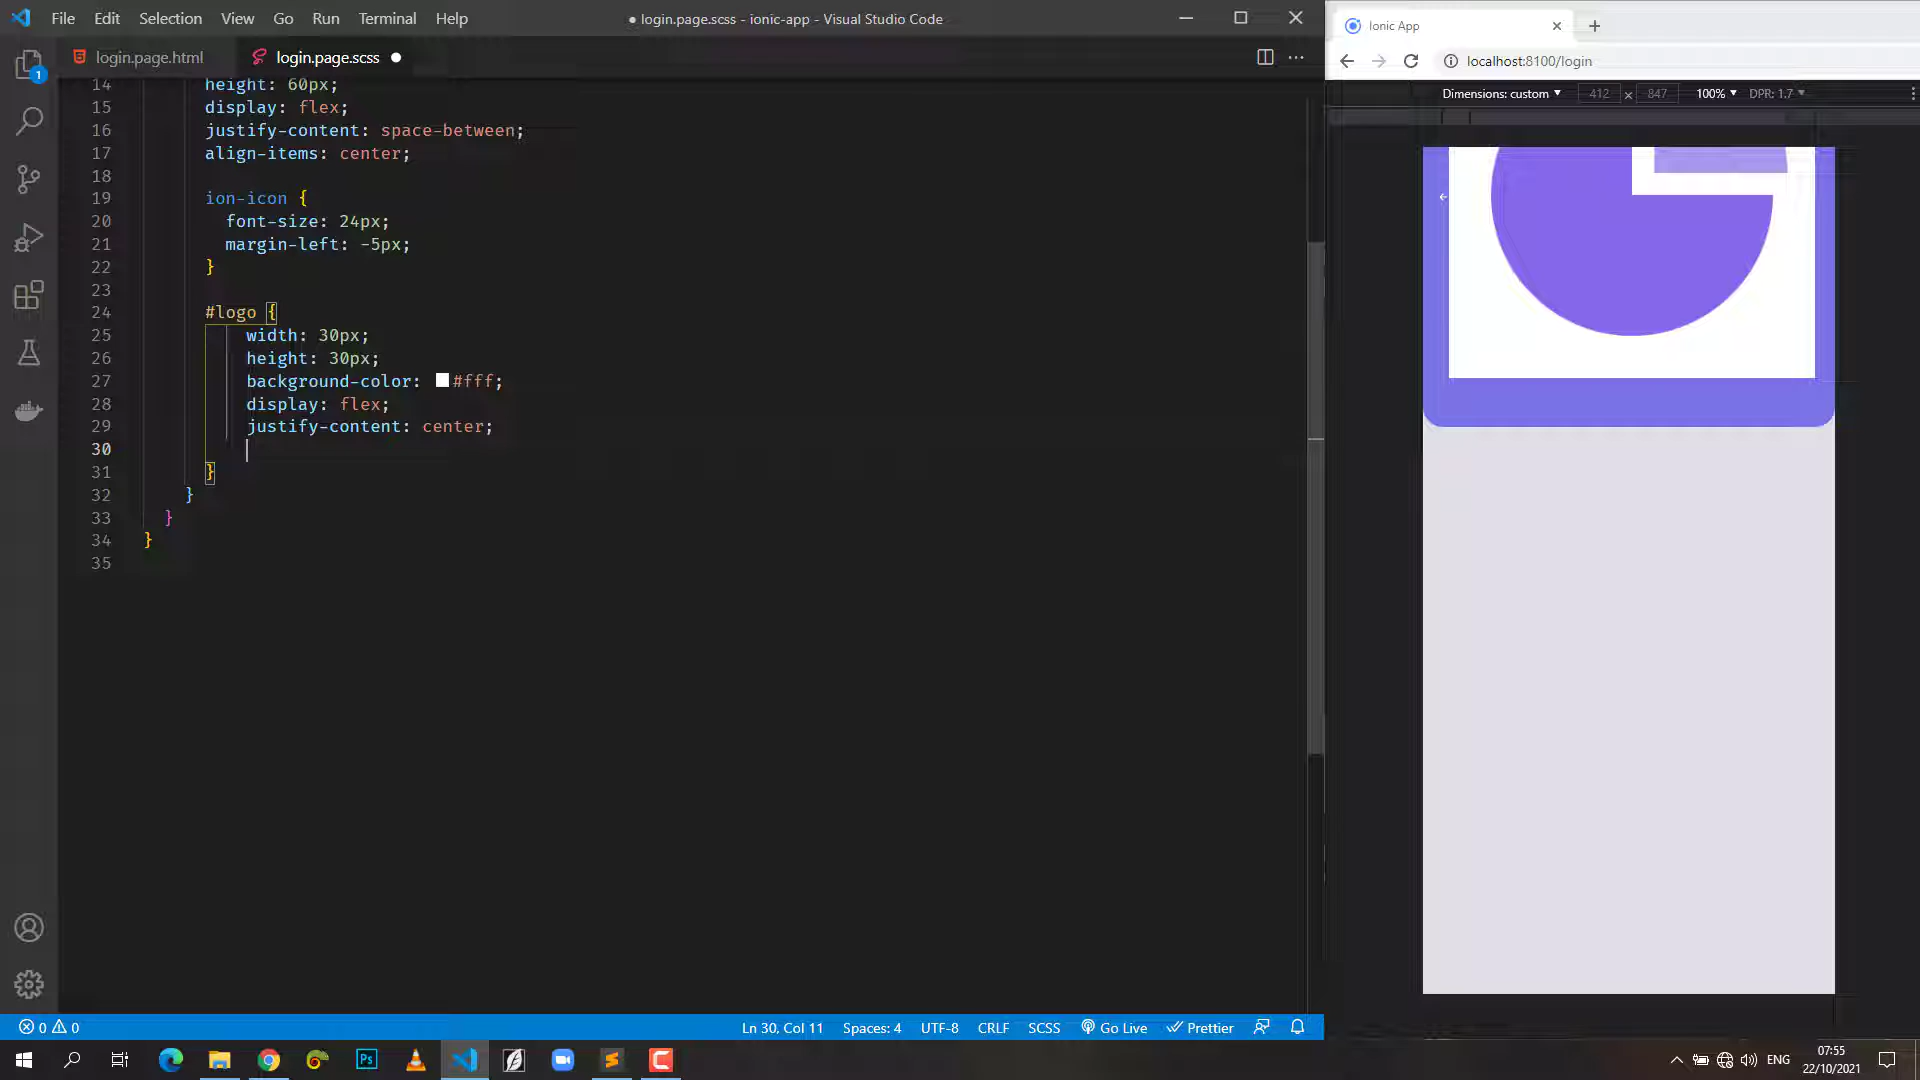 File Edit Selection View Go Run Terminal Help
● login.page.scss - ionic-app - Visual Studio Code
Ionic App
login.page.html
login.page.scss
localhost:8100/login
Dimensions: custom 412 × 847 100% DPR: 1.7
1
14 height: 60px;
15 display: flex;
16 justify-content: space-between;
17 align-items: center;
18
19 ion-icon {
20 font-size: 24px;
21 margin-left: -5px;
22 }
23
24 #logo {
25 width: 30px;
26 height: 30px;
27 background-color: #fff;
28 display: flex;
29 justify-content: center;
30
31 }
32 }
33 }
34 }
35
0 0 Ln 30, Col 11 Spaces: 4 UTF-8 CRLF SCSS Go Live Prettier
Ps
ENG
07:55
22/10/2021